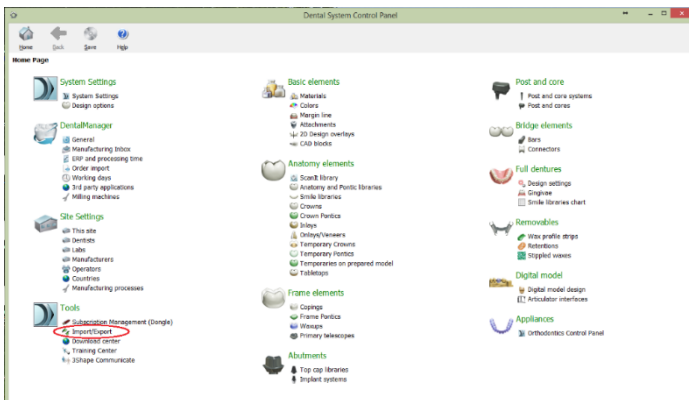 Dental System Control Panel
Home
Back
Save
Help
Home Page
System Settings
System Settings
Design options
DentalManager
General
Manufacturing Inbox
ERP and processing time
Order import
Working days
3rd party applications
Milling machines
Site Settings
This site
Dentists
Labs
Manufacturers
Operators
Countries
Manufacturing processes
Tools
Subscription Management (Dongle)
Import/Export
Download center
Training Center
3Shape Communicate
Basic elements
Materials
Colors
Margin line
Attachments
2D Design overlays
CAD blocks
Anatomy elements
ScanIt library
Anatomy and Pontic libraries
Smile libraries
Crowns
Crown Pontics
Inlays
Onlays/Veneers
Temporary Crowns
Temporary Pontics
Temporaries on prepared model
Tabletops
Frame elements
Copings
Frame Pontics
Waxups
Primary telescopes
Abutments
Top cap libraries
Implant systems
Post and core
Post and core systems
Post and cores
Bridge elements
Bars
Connectors
Full dentures
Design settings
Gingivae
Smile libraries chart
Removables
Wax profile strips
Retentions
Stippled waxes
Digital model
Digital model design
Articulator interfaces
Appliances
Orthodontics Control Panel